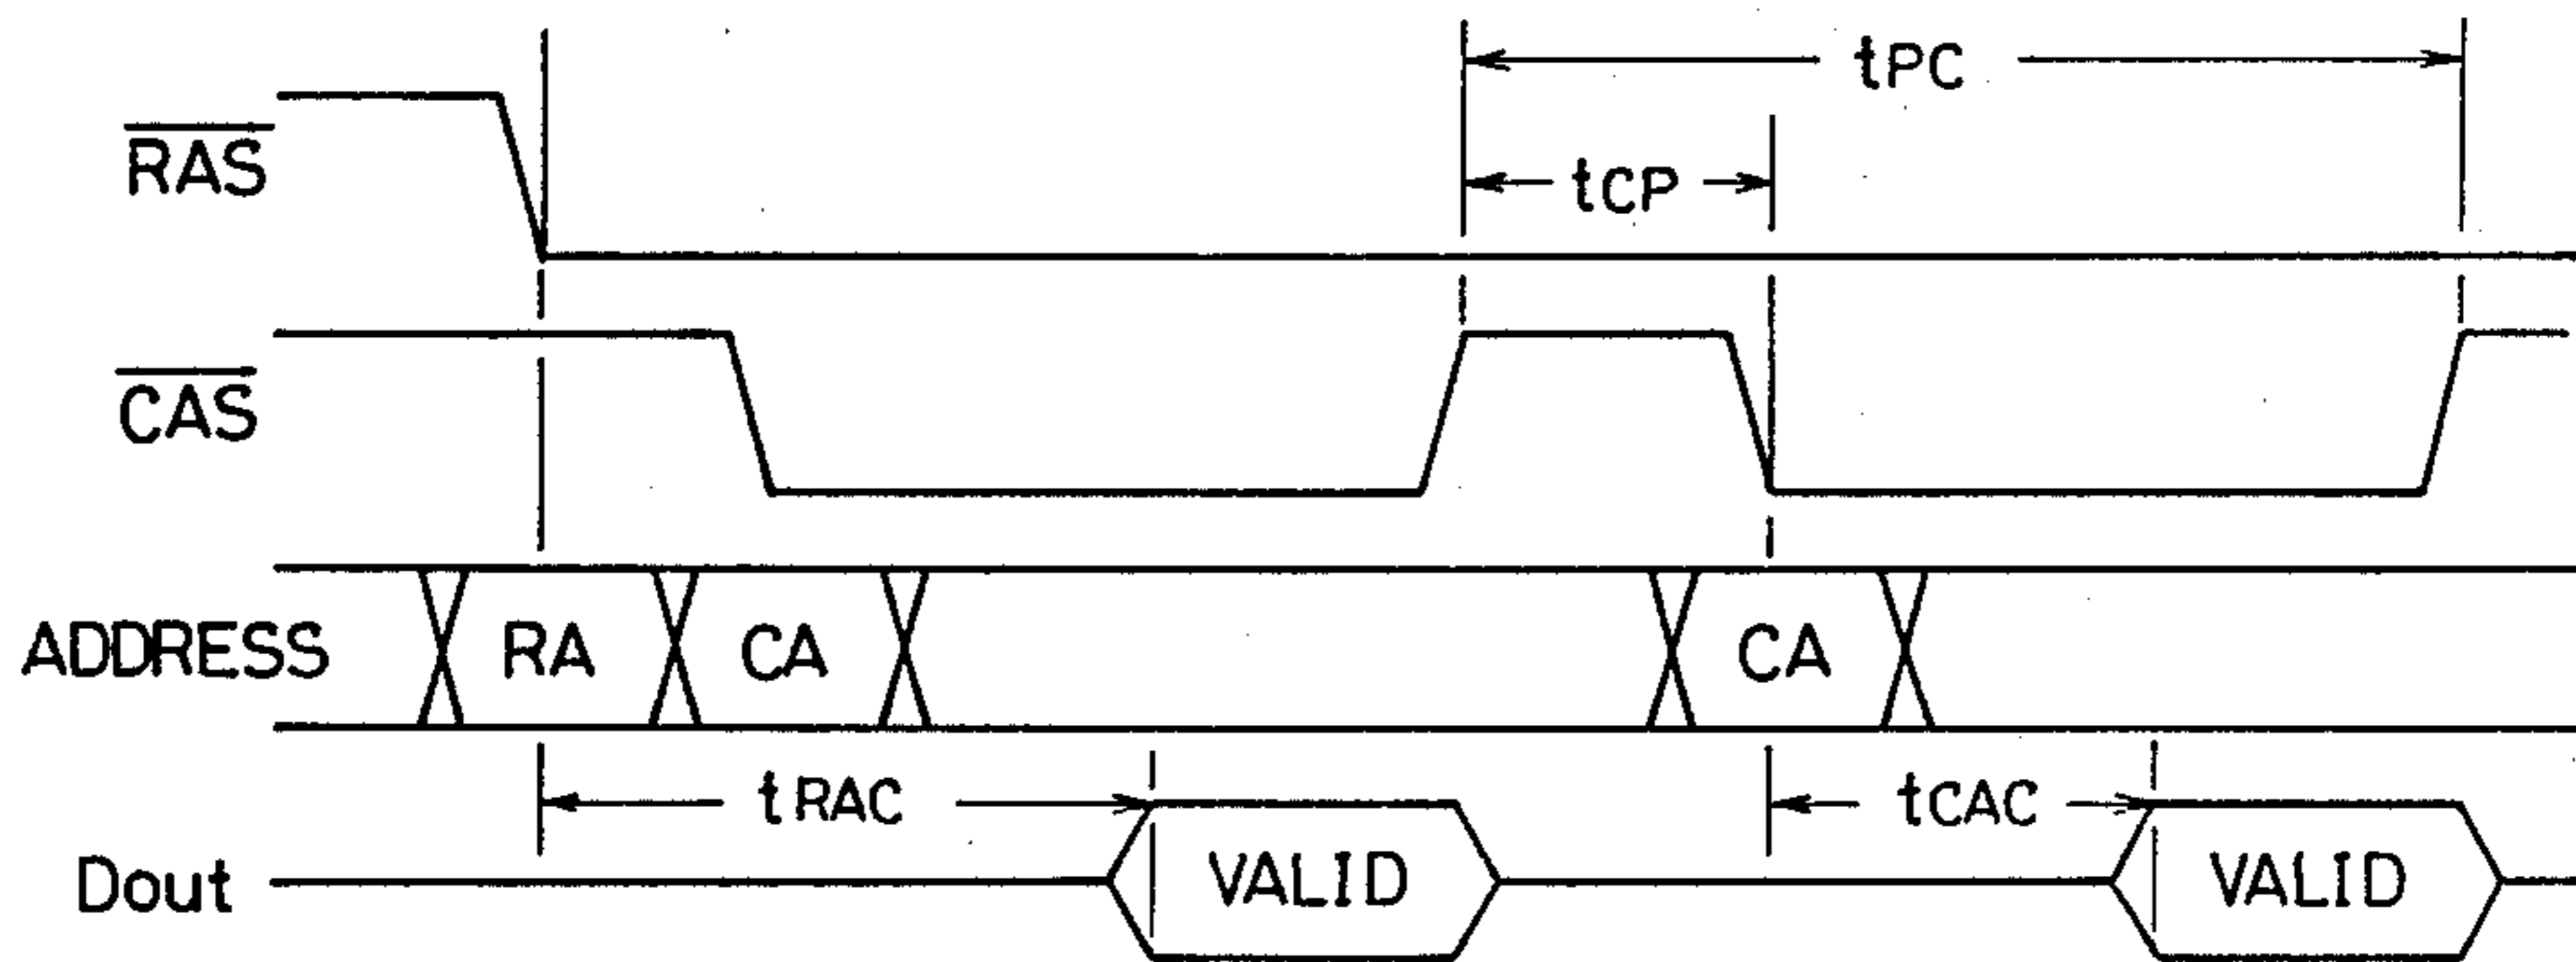 tPC
RAS
tCP
CAS
ADDRESS RA CA CA
tRAC tCAC
Dout VALID VALID